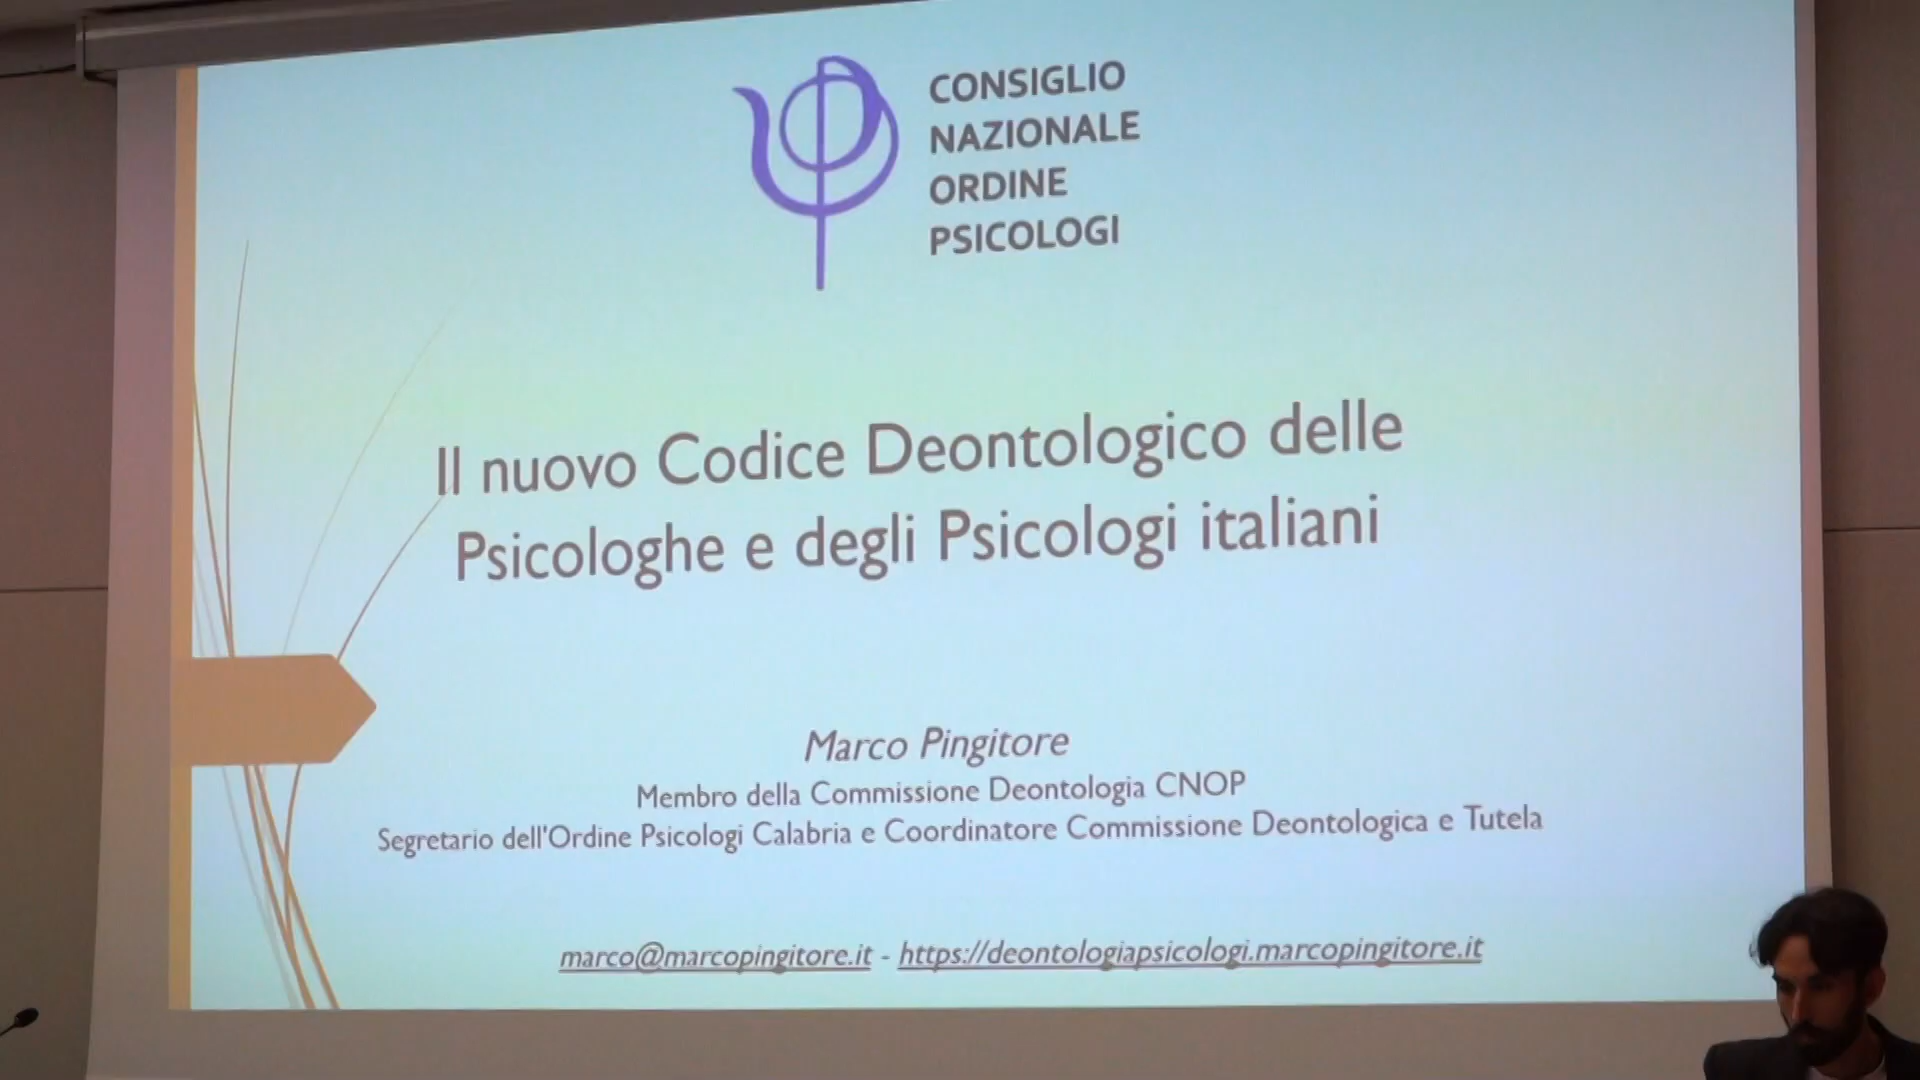 CONSIGLIO
NAZIONALE
ORDINE
PSICOLOGI
Il nuovo Codice Deontologico delle
Psicologhe e degli Psicologi italiani
Marco Pingitore
Membro della Commissione Deontologia CNOP
Segretario dell'Ordine Psicologi Calabria e Coordinatore Commissione Deontologica e Tutela
marco@marcopingitore.it - https://deontologiapsicologi.marcopingitore.it